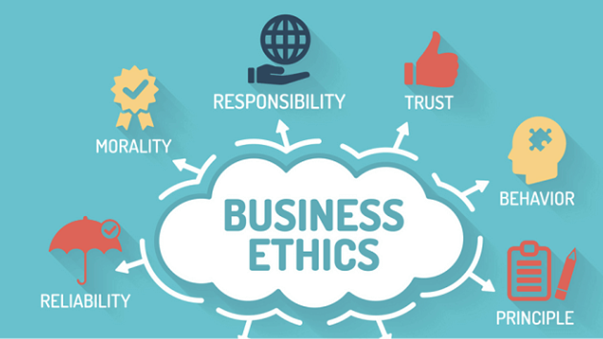 RESPONSIBILITY
TRUST
MORALITY
BEHAVIOR
BUSINESS
ETHICS
RELIABILITY
PRINCIPLE